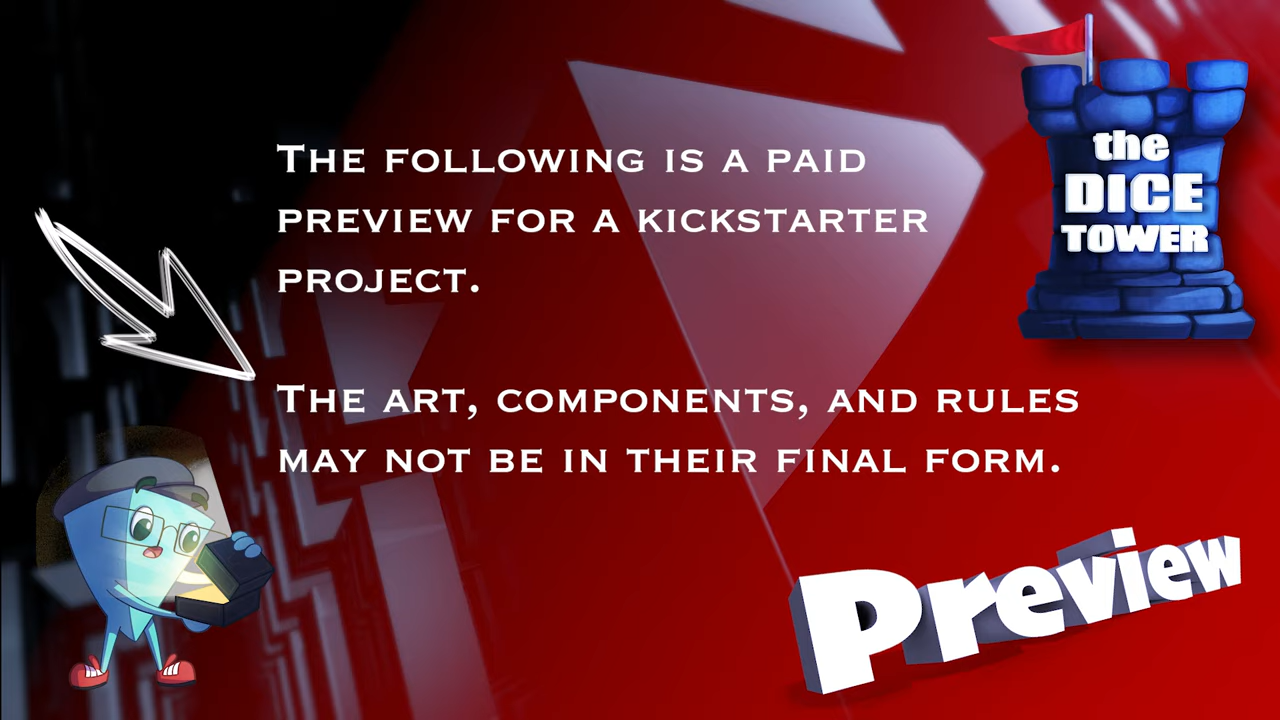 The following is a paid
preview for a kickstarter
project.
The art, components, and rules
may not be in their final form.
the
DICE
TOWER
Preview